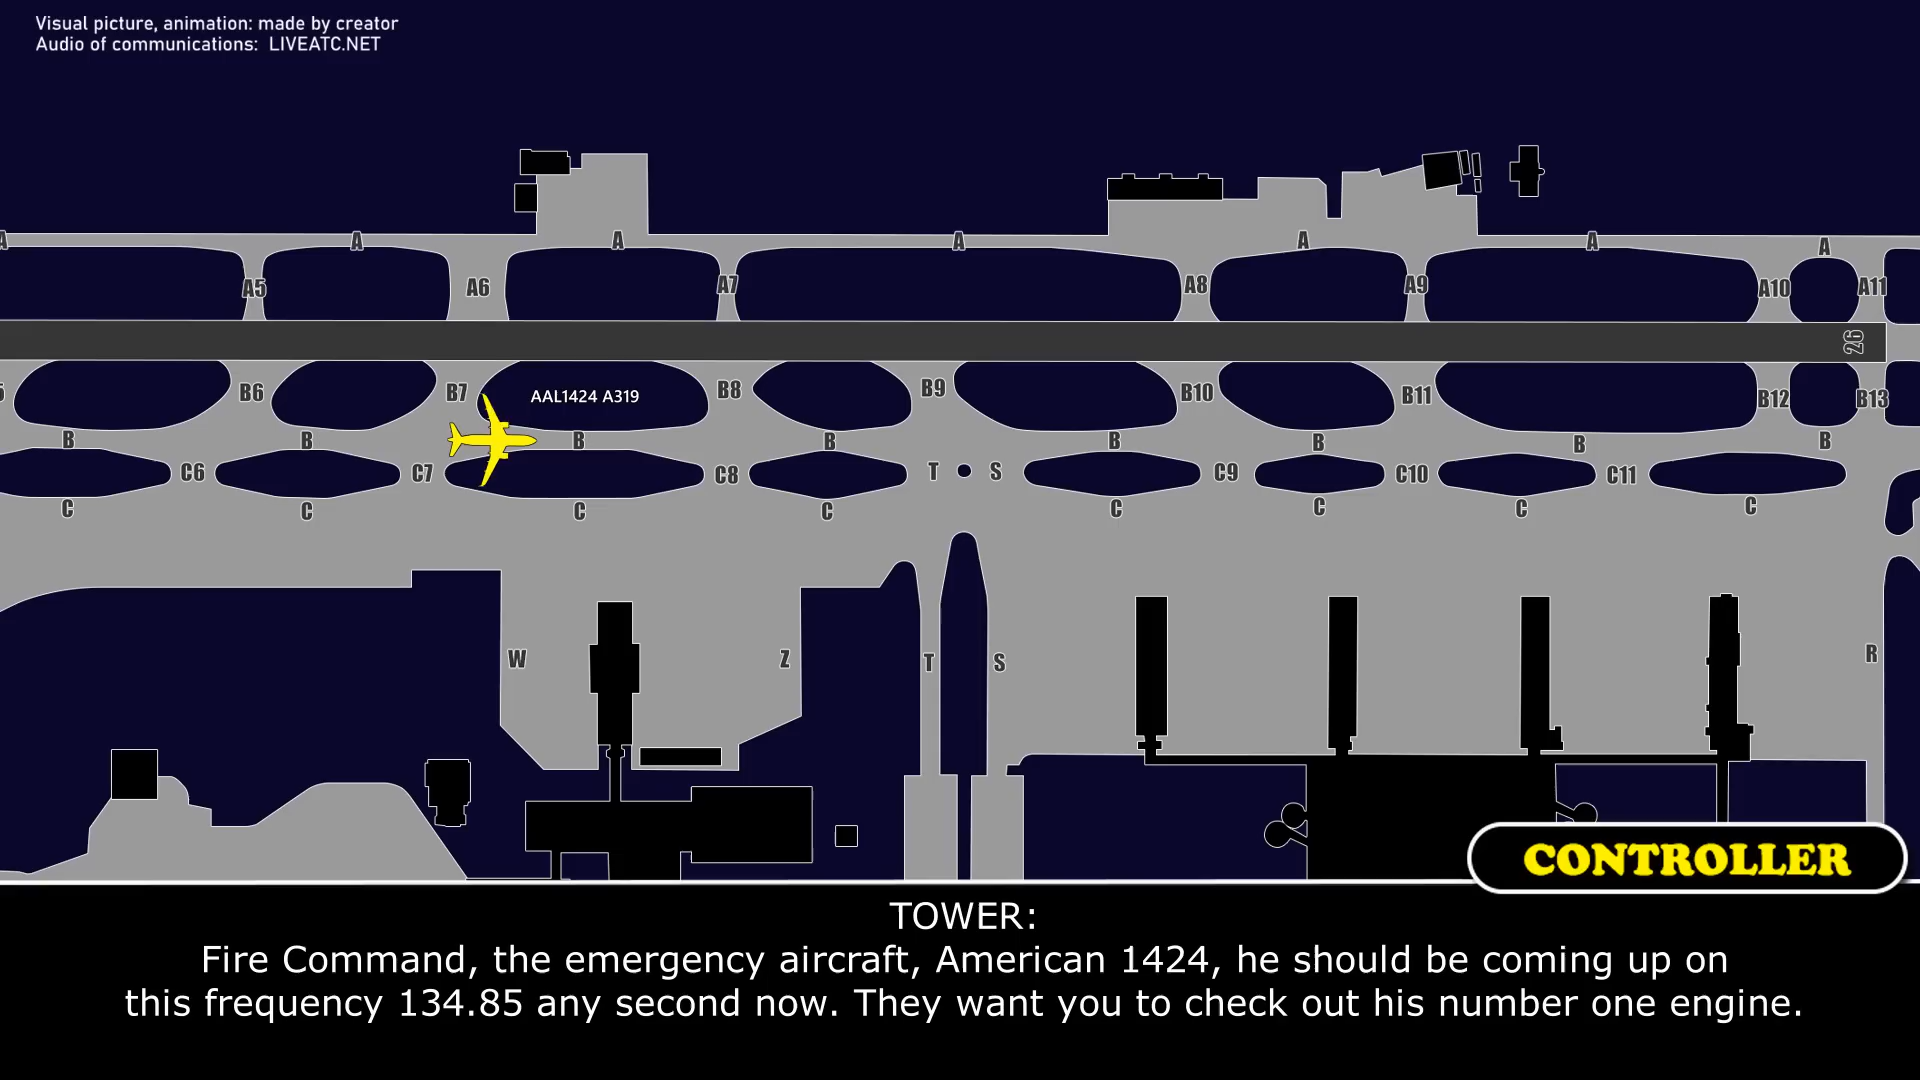 Visual picture, animation: made by creator
Audio of communications: LIVEATC.NET
A A A A A A A
A5 A6 A7 A8 A9 A10 A11
26
B6 B7 AAL1424 A319 B8 B9 B10 B11 B12 B13
B B B B B B B B
C6 C7 C8 T S C9 C10 C11
C C C C C C C C
W Z T S R
CONTROLLER
TOWER:
Fire Command, the emergency aircraft, American 1424, he should be coming up on
this frequency 134.85 any second now. They want you to check out his number one engine.